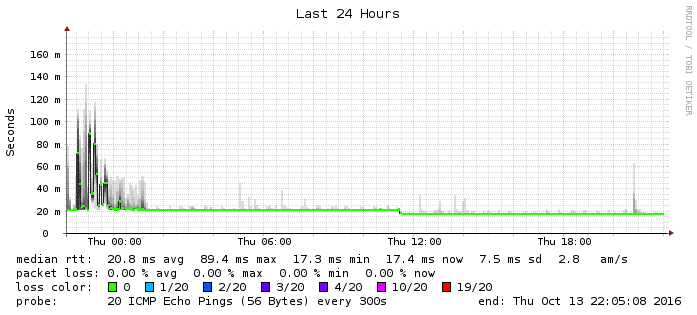 Last 24 Hours
RRDTOOL / TOBI OETIKER
Seconds
160 m
140 m
120 m
100 m
80 m
60 m
40 m
20 m
0
Thu 00:00 Thu 06:00 Thu 12:00 Thu 18:00
median rtt: 20.8 ms avg 89.4 ms max 17.3 ms min 17.4 ms now 7.5 ms sd 2.8 am/s
packet loss: 0.00 % avg 0.00 % max 0.00 % min 0.00 % now
loss color: 0 1/20 2/20 3/20 4/20 10/20 19/20
probe: 20 ICMP Echo Pings (56 Bytes) every 300s end: Thu Oct 13 22:05:08 2016